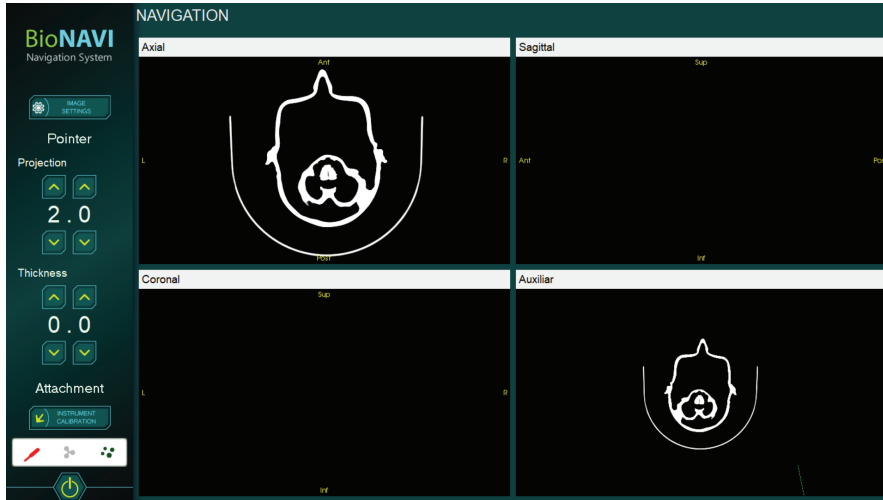 NAVIGATION
BioNAVI
Navigation System
IMAGE
SETTINGS
Pointer
Projection
2.0
Thickness
0.0
Attachment
INSTRUMENT
CALIBRATION
Axial
Ant
L
R
Post
Sagittal
Sup
Ant
Pos
Inf
Coronal
Sup
L
R
Inf
Auxiliar